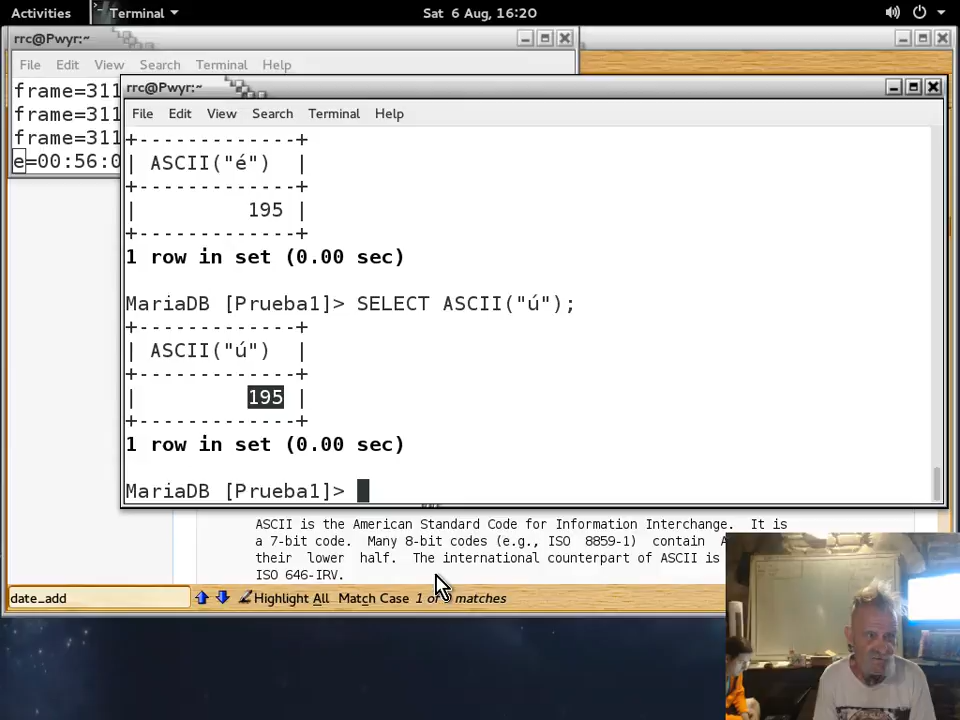 Activities Terminal Sat 6 Aug, 16:20
rrc@Pwyr:~
File Edit View Search Terminal Help
frame=311
frame=311
frame=311
e=00:56:0
rrc@Pwyr:~
File Edit View Search Terminal Help
+-------------+
| ASCII("é") |
+-------------+
| 195 |
+-------------+
1 row in set (0.00 sec)
MariaDB [Prueba1]> SELECT ASCII("ú");
+-------------+
| ASCII("ú") |
+-------------+
| 195 |
+-------------+
1 row in set (0.00 sec)
MariaDB [Prueba1]>
ASCII is the American Standard Code for Information Interchange. It is
a 7-bit code. Many 8-bit codes (e.g., ISO 8859-1) contain A
their lower half. The international counterpart of ASCII is
ISO 646-IRV.
date_add Highlight All Match Case 1 of matches